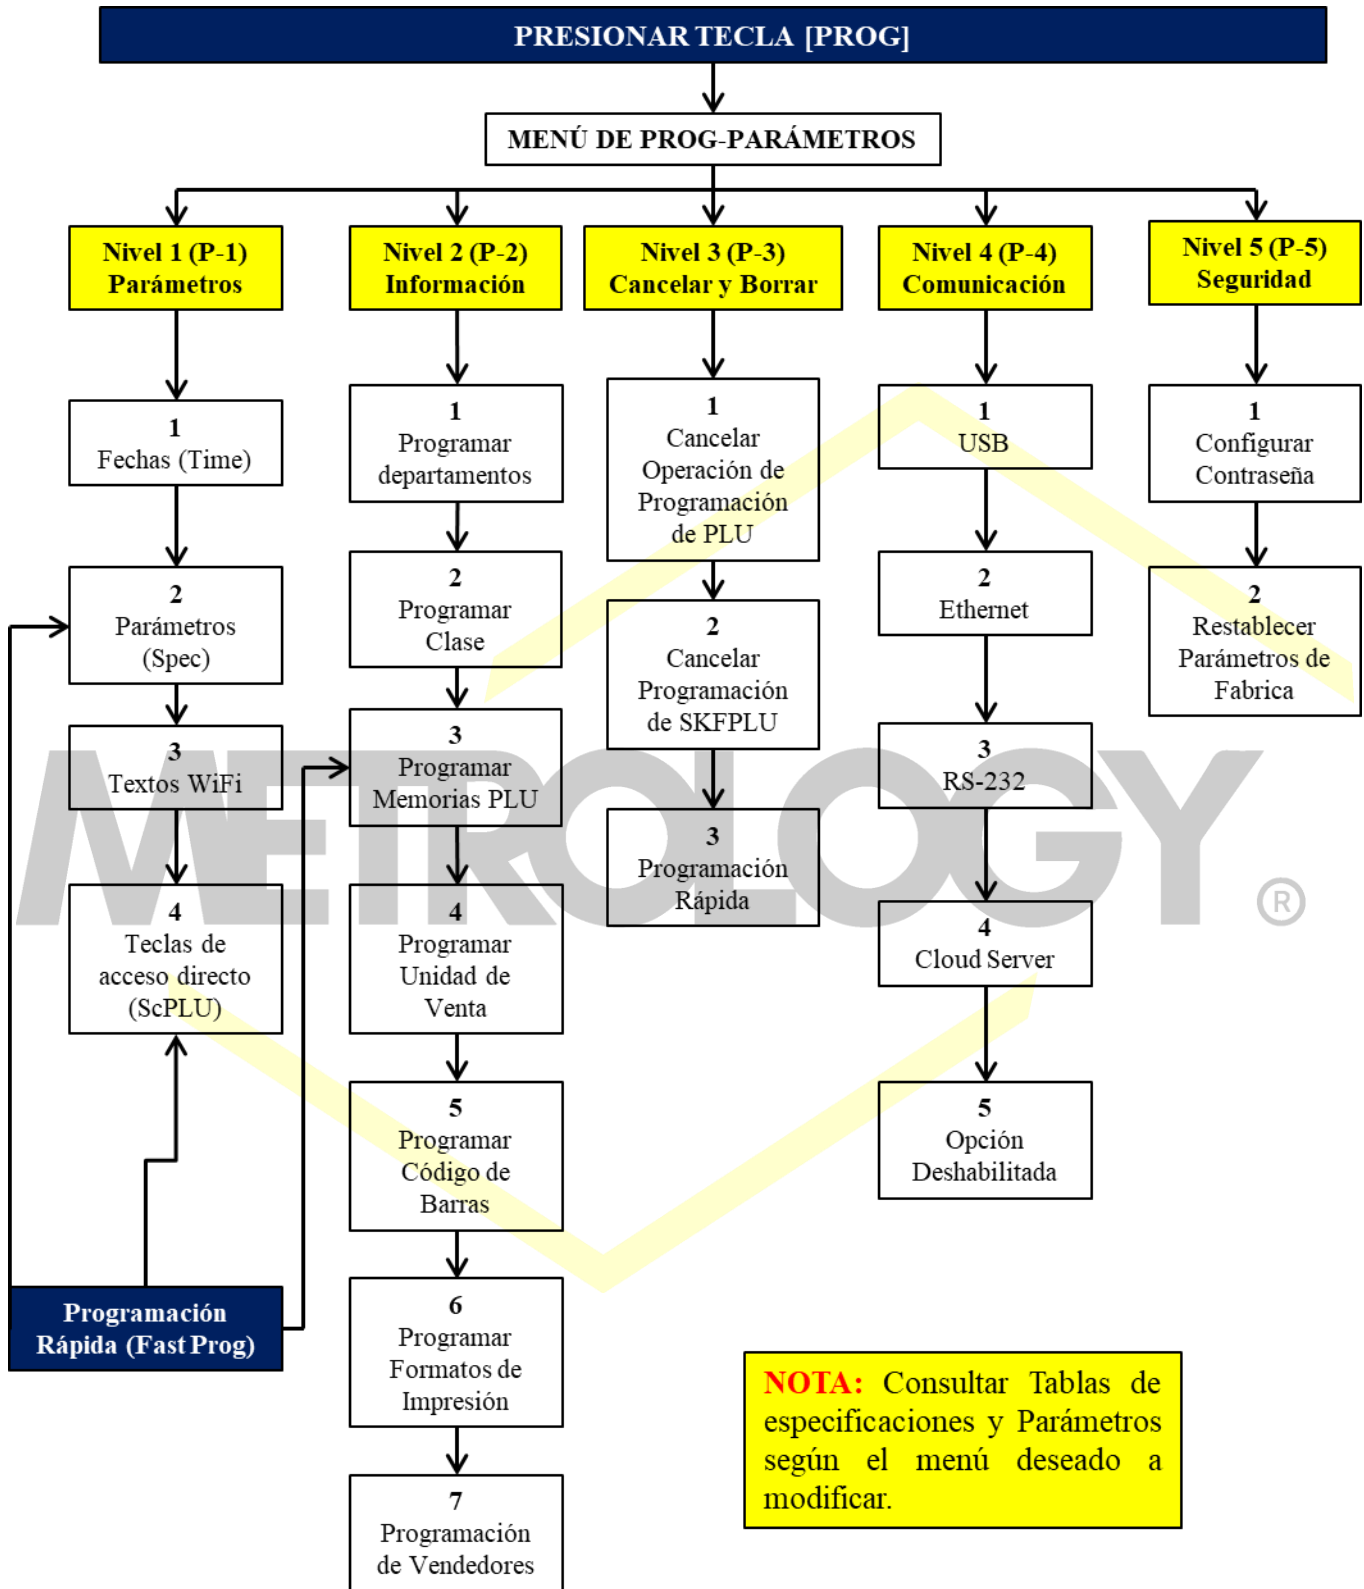 PRESIONAR TECLA [PROG]
MENÚ DE PROG-PARÁMETROS
Nivel 1 (P-1)
Parámetros
1
Fechas (Time)
2
Parámetros
(Spec)
3
Textos WiFi
4
Teclas de
acceso directo
(ScPLU)
Programación
Rápida (Fast Prog)
Nivel 2 (P-2)
Información
1
Programar
departamentos
2
Programar
Clase
3
Programar
Memorias PLU
4
Programar
Unidad de
Venta
5
Programar
Código de
Barras
6
Programar
Formatos de
Impresión
7
Programación
de Vendedores
Nivel 3 (P-3)
Cancelar y Borrar
1
Cancelar
Operación de
Programación
de PLU
2
Cancelar
Programación
de SKFPLU
3
Programación
Rápida
Nivel 4 (P-4)
Comunicación
1
USB
2
Ethernet
3
RS-232
4
Cloud Server
5
Opción
Deshabilitada
Nivel 5 (P-5)
Seguridad
1
Configurar
Contraseña
2
Restablecer
Parámetros de
Fabrica
NOTA: Consultar Tablas de
especificaciones y Parámetros
según el menú deseado a
modificar.
METROLOGY ®